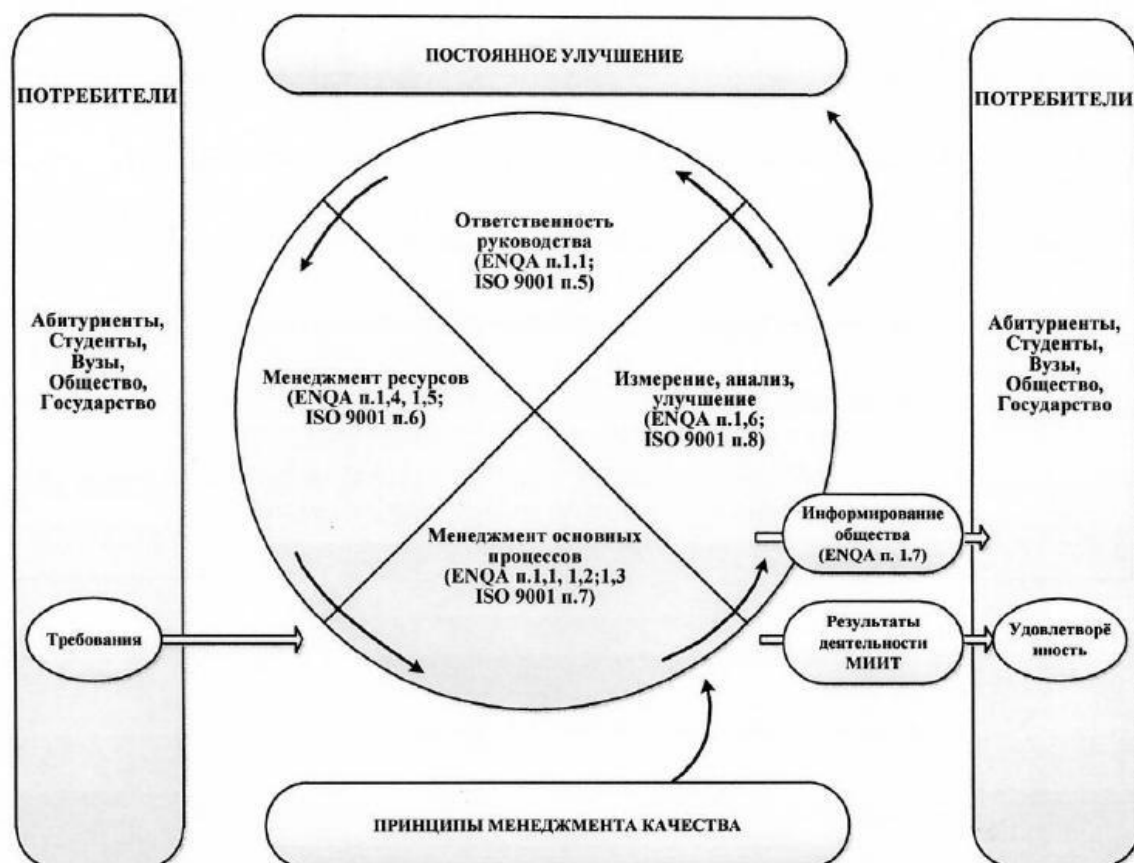 ПОСТОЯННОЕ УЛУЧШЕНИЕ
ПОТРЕБИТЕЛИ
Абитуриенты,
Студенты,
Вузы,
Общество,
Государство
Требования
Ответственность
руководства
(ENQA п.1.1;
ISO 9001 п.5)
Менеджмент ресурсов
(ENQA п.1,4, 1,5;
ISO 9001 п.6)
Измерение, анализ,
улучшение
(ENQA п.1,6;
ISO 9001 п.8)
Менеджмент основных
процессов
(ENQA п.1,1, 1,2;1,3
ISO 9001 п.7)
Информирование
общества
(ENQA п. 1.7)
Результаты
деятельности
МИИТ
ПОТРЕБИТЕЛИ
Абитуриенты,
Студенты,
Вузы,
Общество,
Государство
Удовлетворё
нность
ПРИНЦИПЫ МЕНЕДЖМЕНТА КАЧЕСТВА